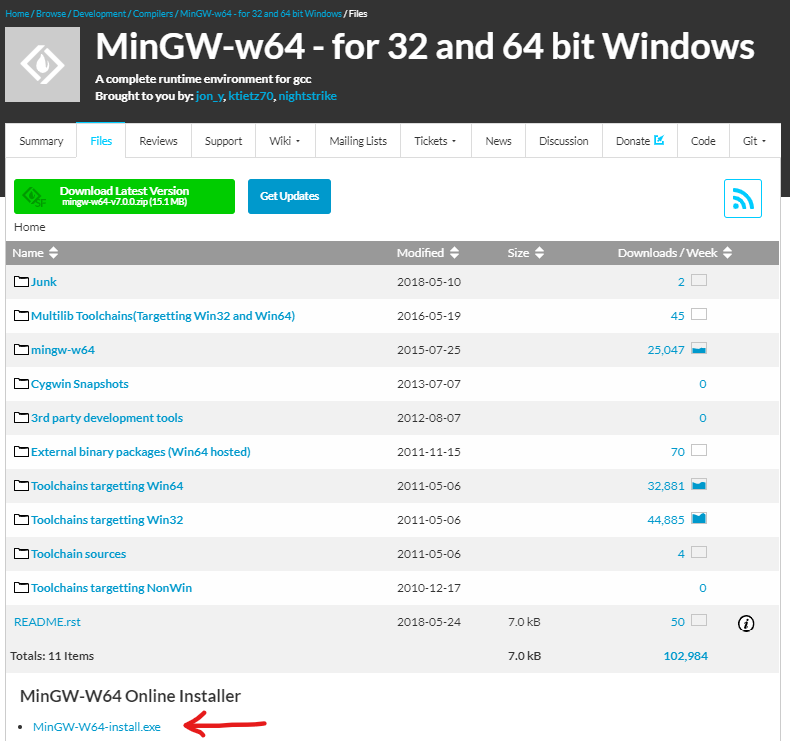 Home / Browse / Development / Compilers / MinGW-w64 - for 32 and 64 bit Windows / Files
MinGW-w64 - for 32 and 64 bit Windows
A complete runtime environment for gcc
Brought to you by: jon_y, ktietz70, nightstrike
Summary Files Reviews Support Wiki Mailing Lists Tickets News Discussion Donate Code Git
Download Latest Version
mingw-w64-v7.0.0.zip (15.1 MB)
Get Updates
SF
Home
Name Modified Size Downloads / Week
Junk 2018-05-10 2
Multilib Toolchains(Targetting Win32 and Win64) 2016-05-19 45
mingw-w64 2015-07-25 25,047
Cygwin Snapshots 2013-07-07 0
3rd party development tools 2012-08-07 0
External binary packages (Win64 hosted) 2011-11-15 70
Toolchains targetting Win64 2011-05-06 32,881
Toolchains targetting Win32 2011-05-06 44,885
Toolchain sources 2011-05-06 4
Toolchains targetting NonWin 2010-12-17 0
README.rst 2018-05-24 7.0 kB 50 i
Totals: 11 Items 7.0 kB 102,984
MinGW-W64 Online Installer
• MinGW-W64-install.exe